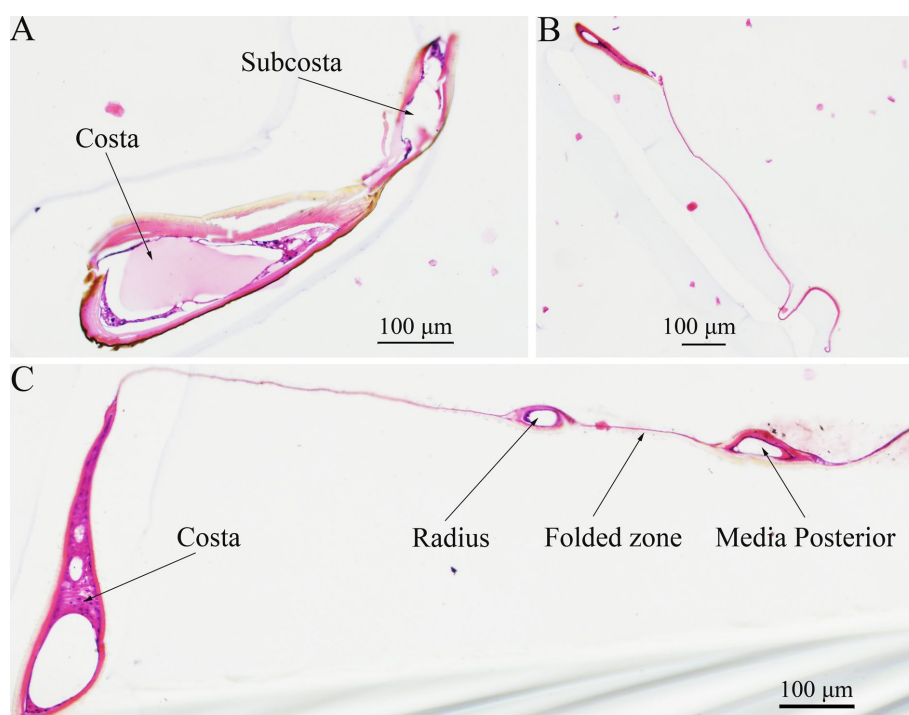 A
Subcosta
Costa
100 μm
B
100 μm
C
Costa
Radius
Folded zone
Media Posterior
100 μm